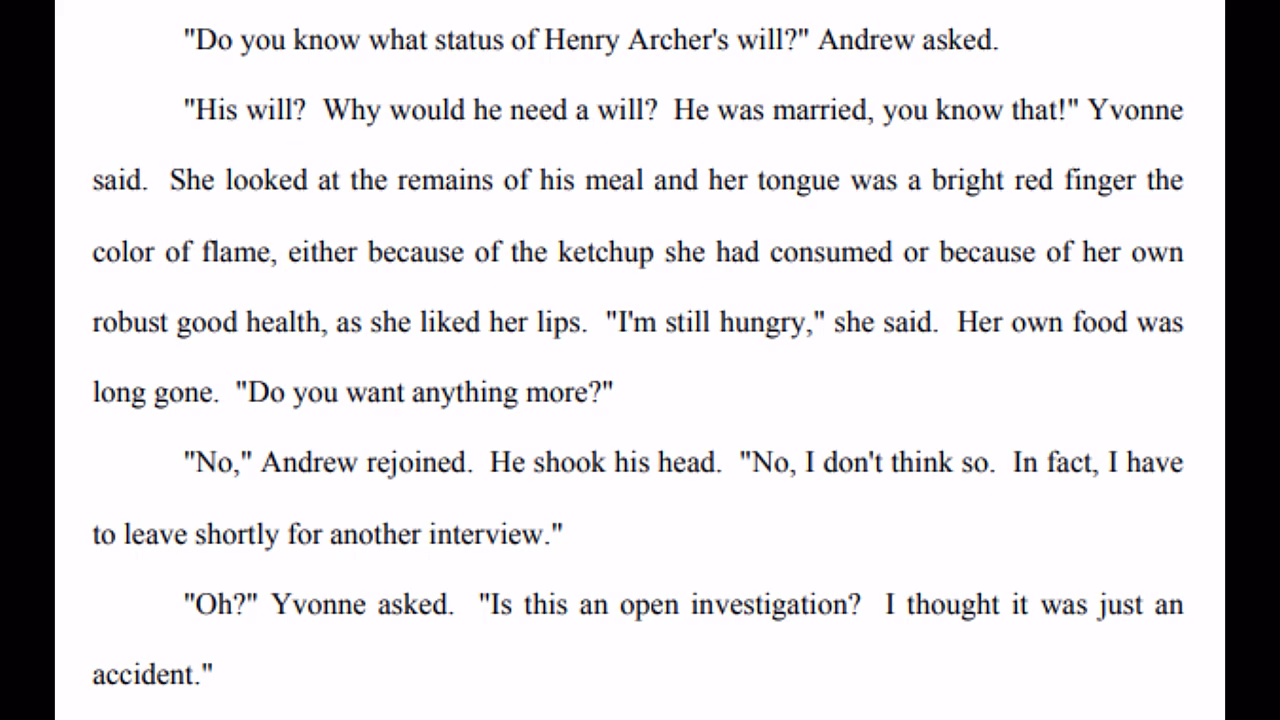 "Do you know what status of Henry Archer's will?" Andrew asked.
"His will?  Why would he need a will?  He was married, you know that!" Yvonne
said.  She looked at the remains of his meal and her tongue was a bright red finger the
color of flame, either because of the ketchup she had consumed or because of her own
robust good health, as she liked her lips.  "I'm still hungry," she said.  Her own food was
long gone.  "Do you want anything more?"
"No," Andrew rejoined.  He shook his head.  "No, I don't think so.  In fact, I have
to leave shortly for another interview."
"Oh?" Yvonne asked.  "Is this an open investigation?  I thought it was just an
accident."